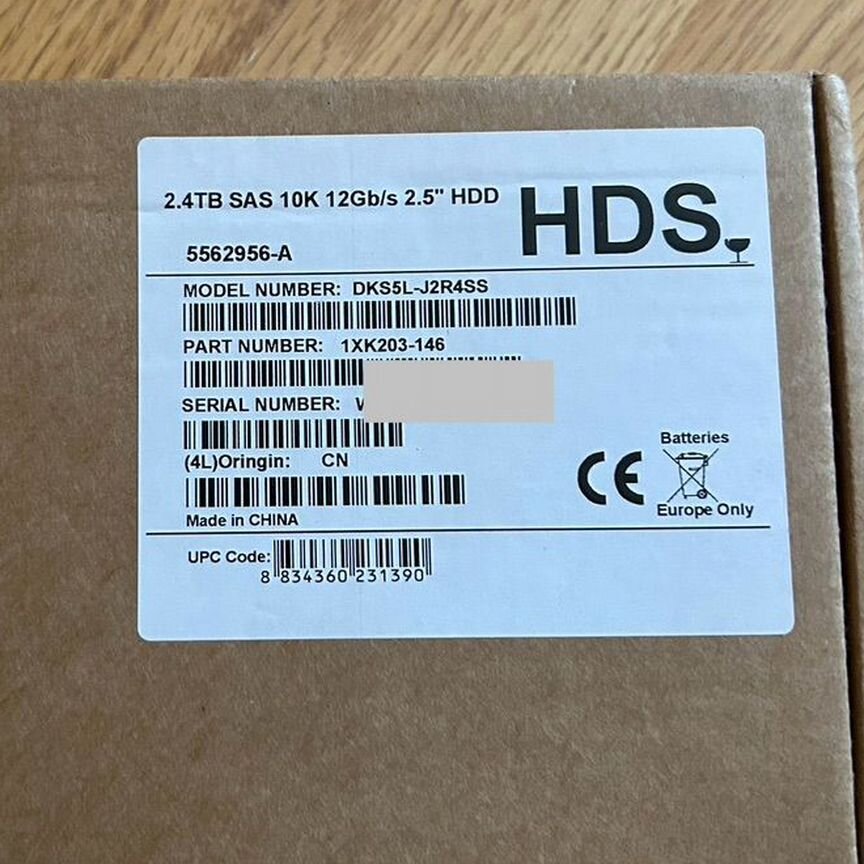 2.4TB SAS 10K 12Gb/s 2.5" HDD
HDS.
5562956-A
MODEL NUMBER: DKS5L-J2R4SS
PART NUMBER: 1XK203-146
SERIAL NUMBER:
(4L)Oringin: CN
Made in CHINA
Batteries
CE
Europe Only
UPC Code:
8 834360 231390